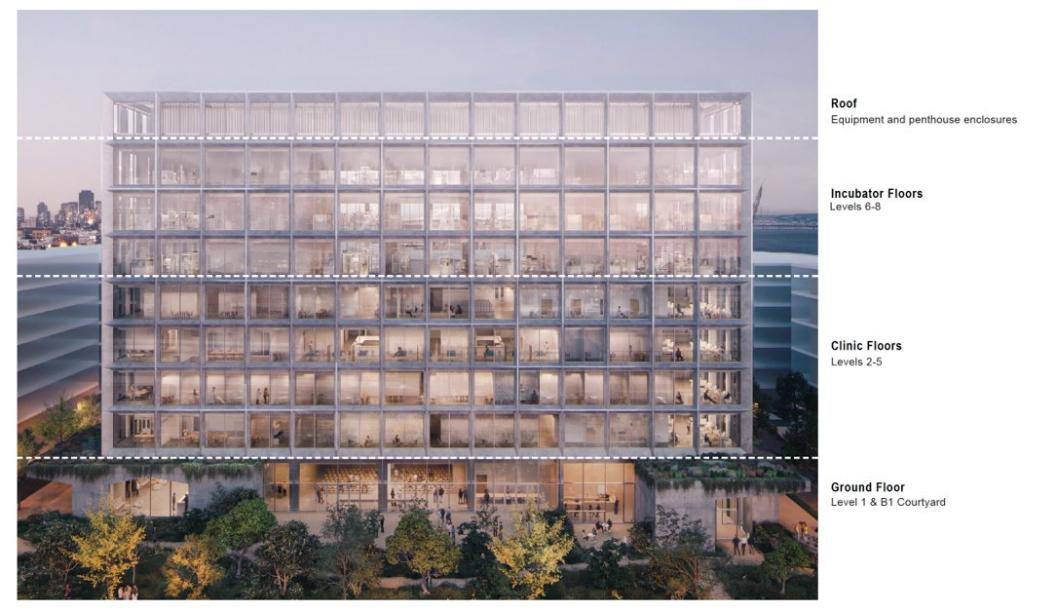 Roof
Equipment and penthouse enclosures
Incubator Floors
Levels 6-8
Clinic Floors
Levels 2-5
Ground Floor
Level 1 & B1 Courtyard